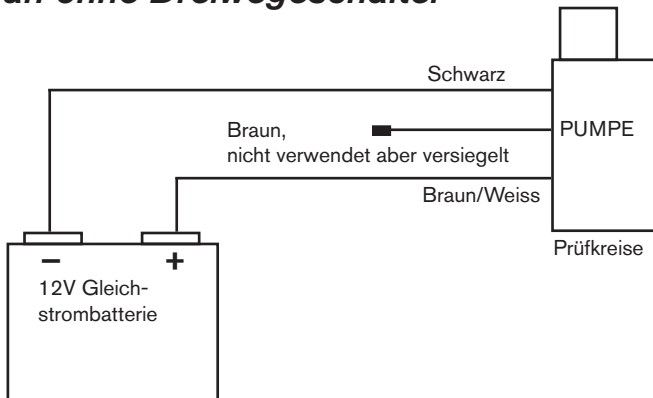 ohne Dreiwegeschalter
Schwarz
Braun,
nicht verwendet aber versiegelt
PUMPE
Braun/Weiss
Prüfkreise
− +
12V Gleich-
strombatterie